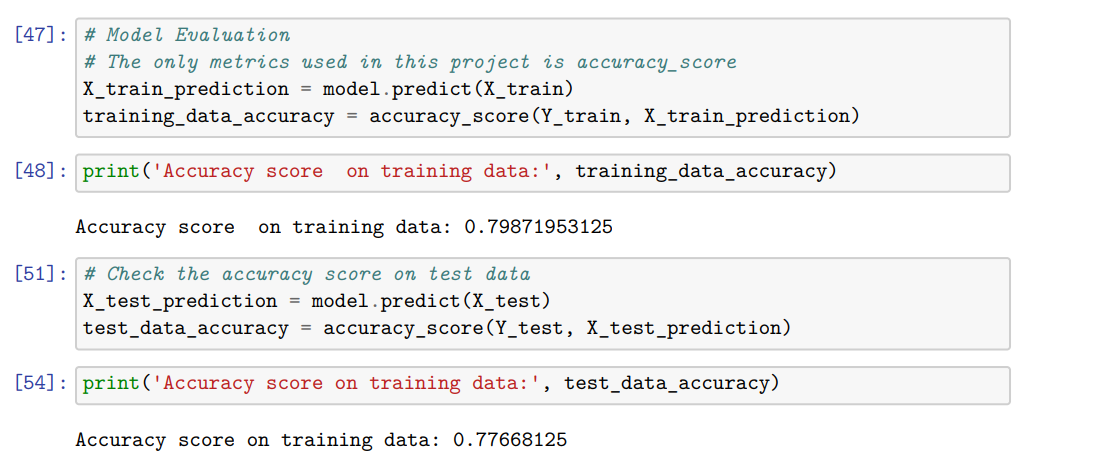 [47]: # Model Evaluation
# The only metrics used in this project is accuracy_score
X_train_prediction = model.predict(X_train)
training_data_accuracy = accuracy_score(Y_train, X_train_prediction)
[48]: print('Accuracy score  on training data:', training_data_accuracy)
Accuracy score  on training data: 0.79871953125
[51]: # Check the accuracy score on test data
X_test_prediction = model.predict(X_test)
test_data_accuracy = accuracy_score(Y_test, X_test_prediction)
[54]: print('Accuracy score on training data:', test_data_accuracy)
Accuracy score on training data: 0.77668125